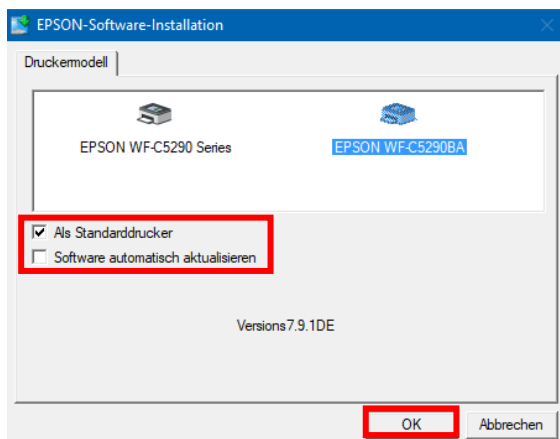 EPSON-Software-Installation
Druckermodell
EPSON WF-C5290 Series
EPSON WF-C5290BA
Als Standarddrucker
Software automatisch aktualisieren
Versions7.9.1DE
OK
Abbrechen